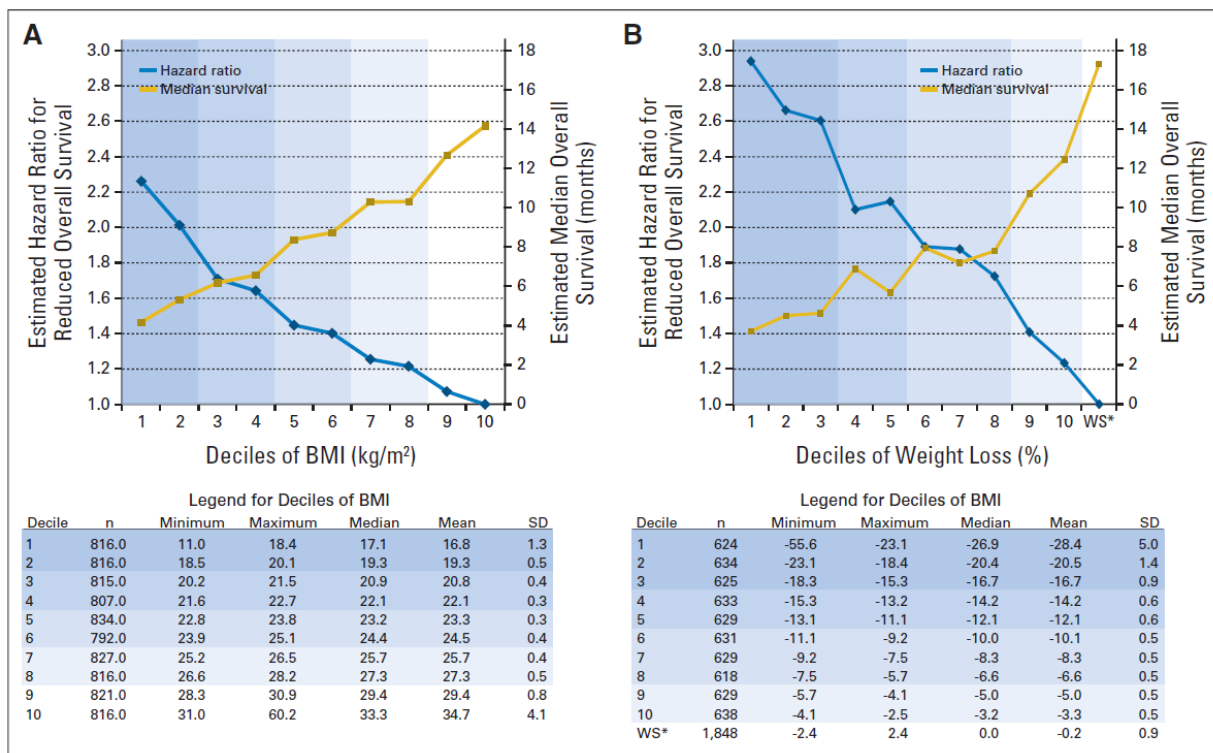 A
Estimated Hazard Ratio for
Reduced Overall Survival
3.0
2.8
2.6
2.4
2.2
2.0
1.8
1.6
1.4
1.2
1.0
Hazard ratio
Median survival
18
16
14
12
10
8
6
4
2
0
Estimated Median Overall
Survival (months)
1 2 3 4 5 6 7 8 9 10
Deciles of BMI (kg/m²)
Legend for Deciles of BMI
Decile n Minimum Maximum Median Mean SD
1 816.0 11.0 18.4 17.1 16.8 1.3
2 816.0 18.5 20.1 19.3 19.3 0.5
3 815.0 20.2 21.5 20.9 20.8 0.4
4 807.0 21.6 22.7 22.1 22.1 0.3
5 834.0 22.8 23.8 23.2 23.3 0.3
6 792.0 23.9 25.1 24.4 24.5 0.4
7 827.0 25.2 26.5 25.7 25.7 0.4
8 816.0 26.6 28.2 27.3 27.3 0.5
9 821.0 28.3 30.9 29.4 29.4 0.8
10 816.0 31.0 60.2 33.3 34.7 4.1
B
Estimated Hazard Ratio for
Reduced Overall Survival
3.0
2.8
2.6
2.4
2.2
2.0
1.8
1.6
1.4
1.2
1.0
Hazard ratio
Median survival
18
16
14
12
10
8
6
4
2
0
Estimated Median Overall
Survival (months)
1 2 3 4 5 6 7 8 9 10 WS*
Deciles of Weight Loss (%)
Legend for Deciles of BMI
Decile n Minimum Maximum Median Mean SD
1 624 -55.6 -23.1 -26.9 -28.4 5.0
2 634 -23.1 -18.4 -20.4 -20.5 1.4
3 625 -18.3 -15.3 -16.7 -16.7 0.9
4 633 -15.3 -13.2 -14.2 -14.2 0.6
5 629 -13.1 -11.1 -12.1 -12.1 0.6
6 631 -11.1 -9.2 -10.0 -10.1 0.5
7 629 -9.2 -7.5 -8.3 -8.3 0.5
8 618 -7.5 -5.7 -6.6 -6.6 0.5
9 629 -5.7 -4.1 -5.0 -5.0 0.5
10 638 -4.1 -2.5 -3.2 -3.3 0.5
WS* 1,848 -2.4 2.4 0.0 -0.2 0.9